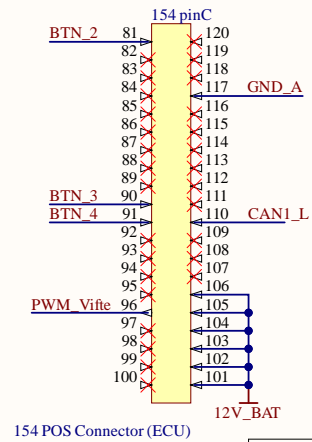 154 pinC
BTN_2 81 120
82 119
83 118
84 117 GND_A
85 116
86 115
87 114
88 113
89 112
BTN_3 90 111
BTN_4 91 110 CAN1_L
92 109
93 108
94 107
95 106
PWM_Vifte 96 105
97 104
98 103
99 102
100 101
12V_BAT
154 POS Connector (ECU)